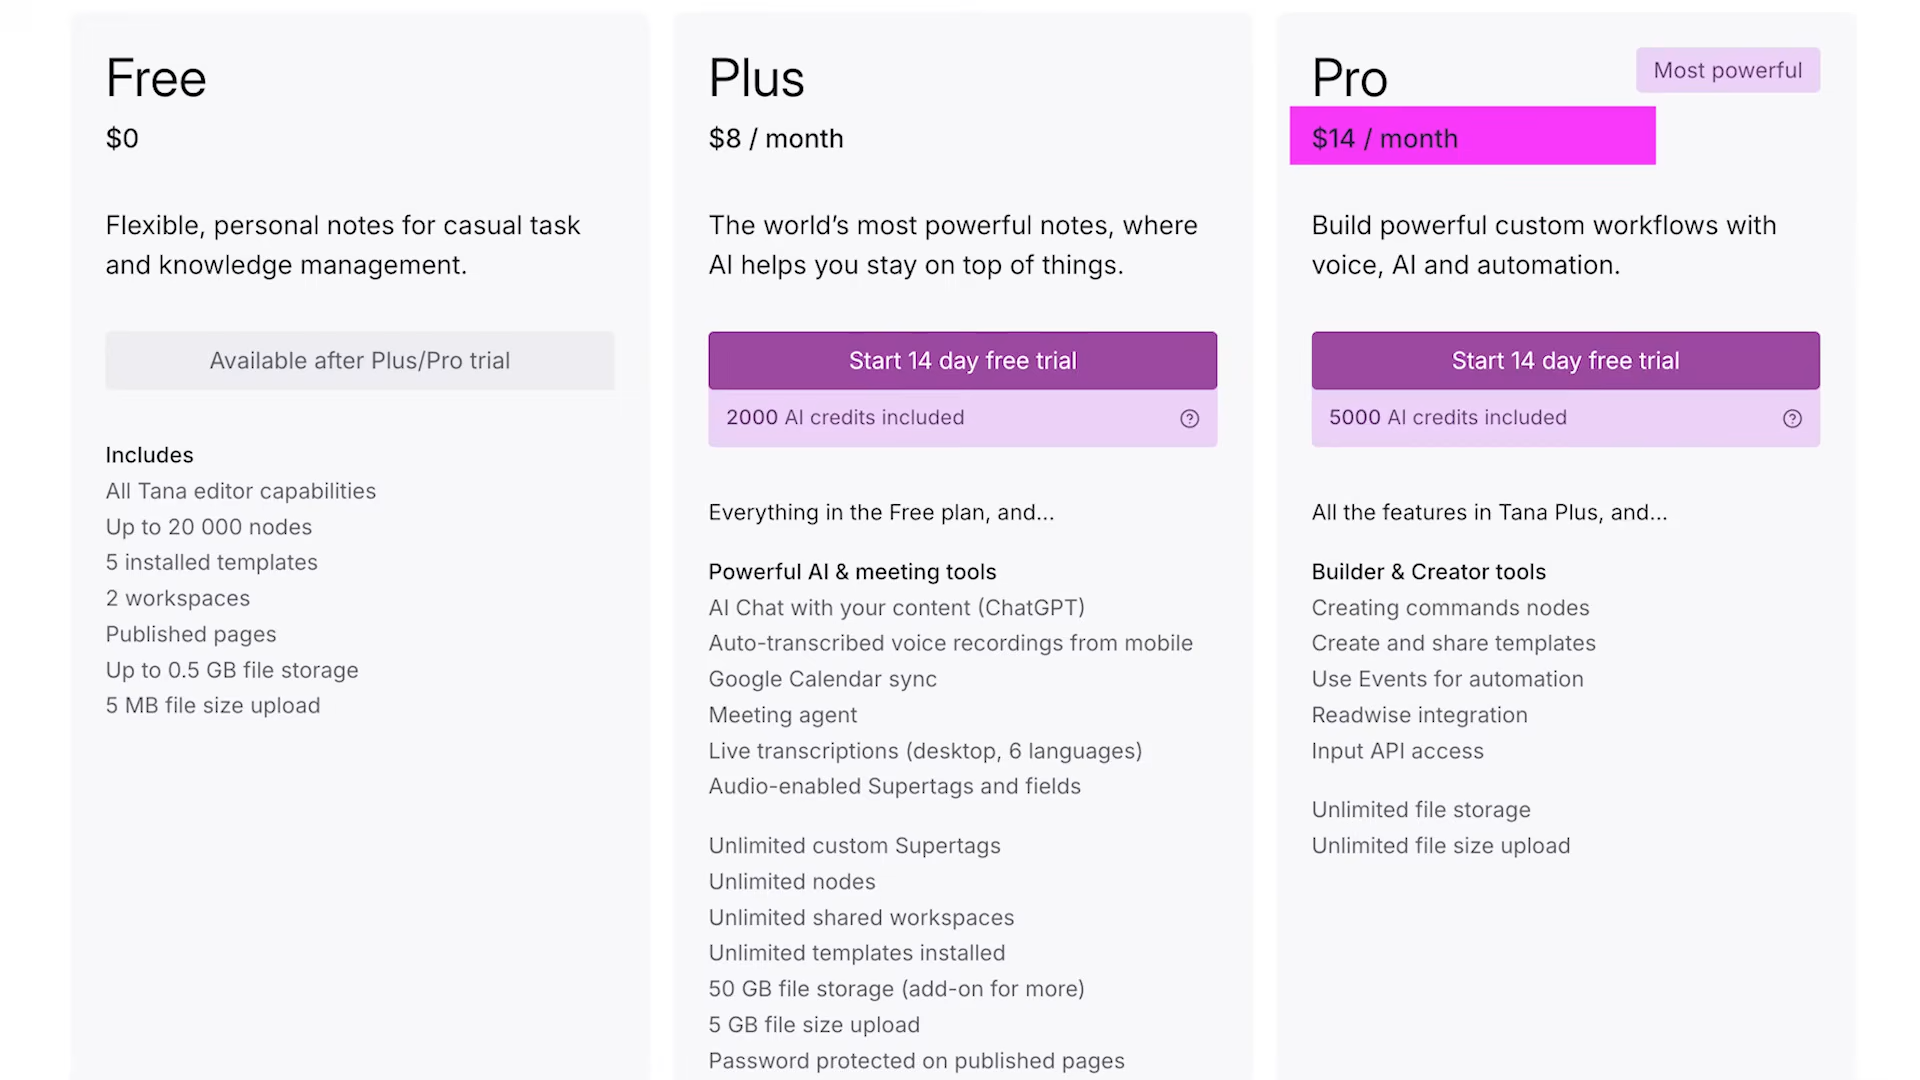 Free
$0
Flexible, personal notes for casual task
and knowledge management.
Available after Plus/Pro trial
Includes
All Tana editor capabilities
Up to 20 000 nodes
5 installed templates
2 workspaces
Published pages
Up to 0.5 GB file storage
5 MB file size upload
Plus
$8 / month
The world’s most powerful notes, where
AI helps you stay on top of things.
Start 14 day free trial
2000 AI credits included
Everything in the Free plan, and...
Powerful AI & meeting tools
AI Chat with your content (ChatGPT)
Auto-transcribed voice recordings from mobile
Google Calendar sync
Meeting agent
Live transcriptions (desktop, 6 languages)
Audio-enabled Supertags and fields
Unlimited custom Supertags
Unlimited nodes
Unlimited shared workspaces
Unlimited templates installed
50 GB file storage (add-on for more)
5 GB file size upload
Password protected on published pages
Pro
Most powerful
$14 / month
Build powerful custom workflows with
voice, AI and automation.
Start 14 day free trial
5000 AI credits included
All the features in Tana Plus, and...
Builder & Creator tools
Creating commands nodes
Create and share templates
Use Events for automation
Readwise integration
Input API access
Unlimited file storage
Unlimited file size upload